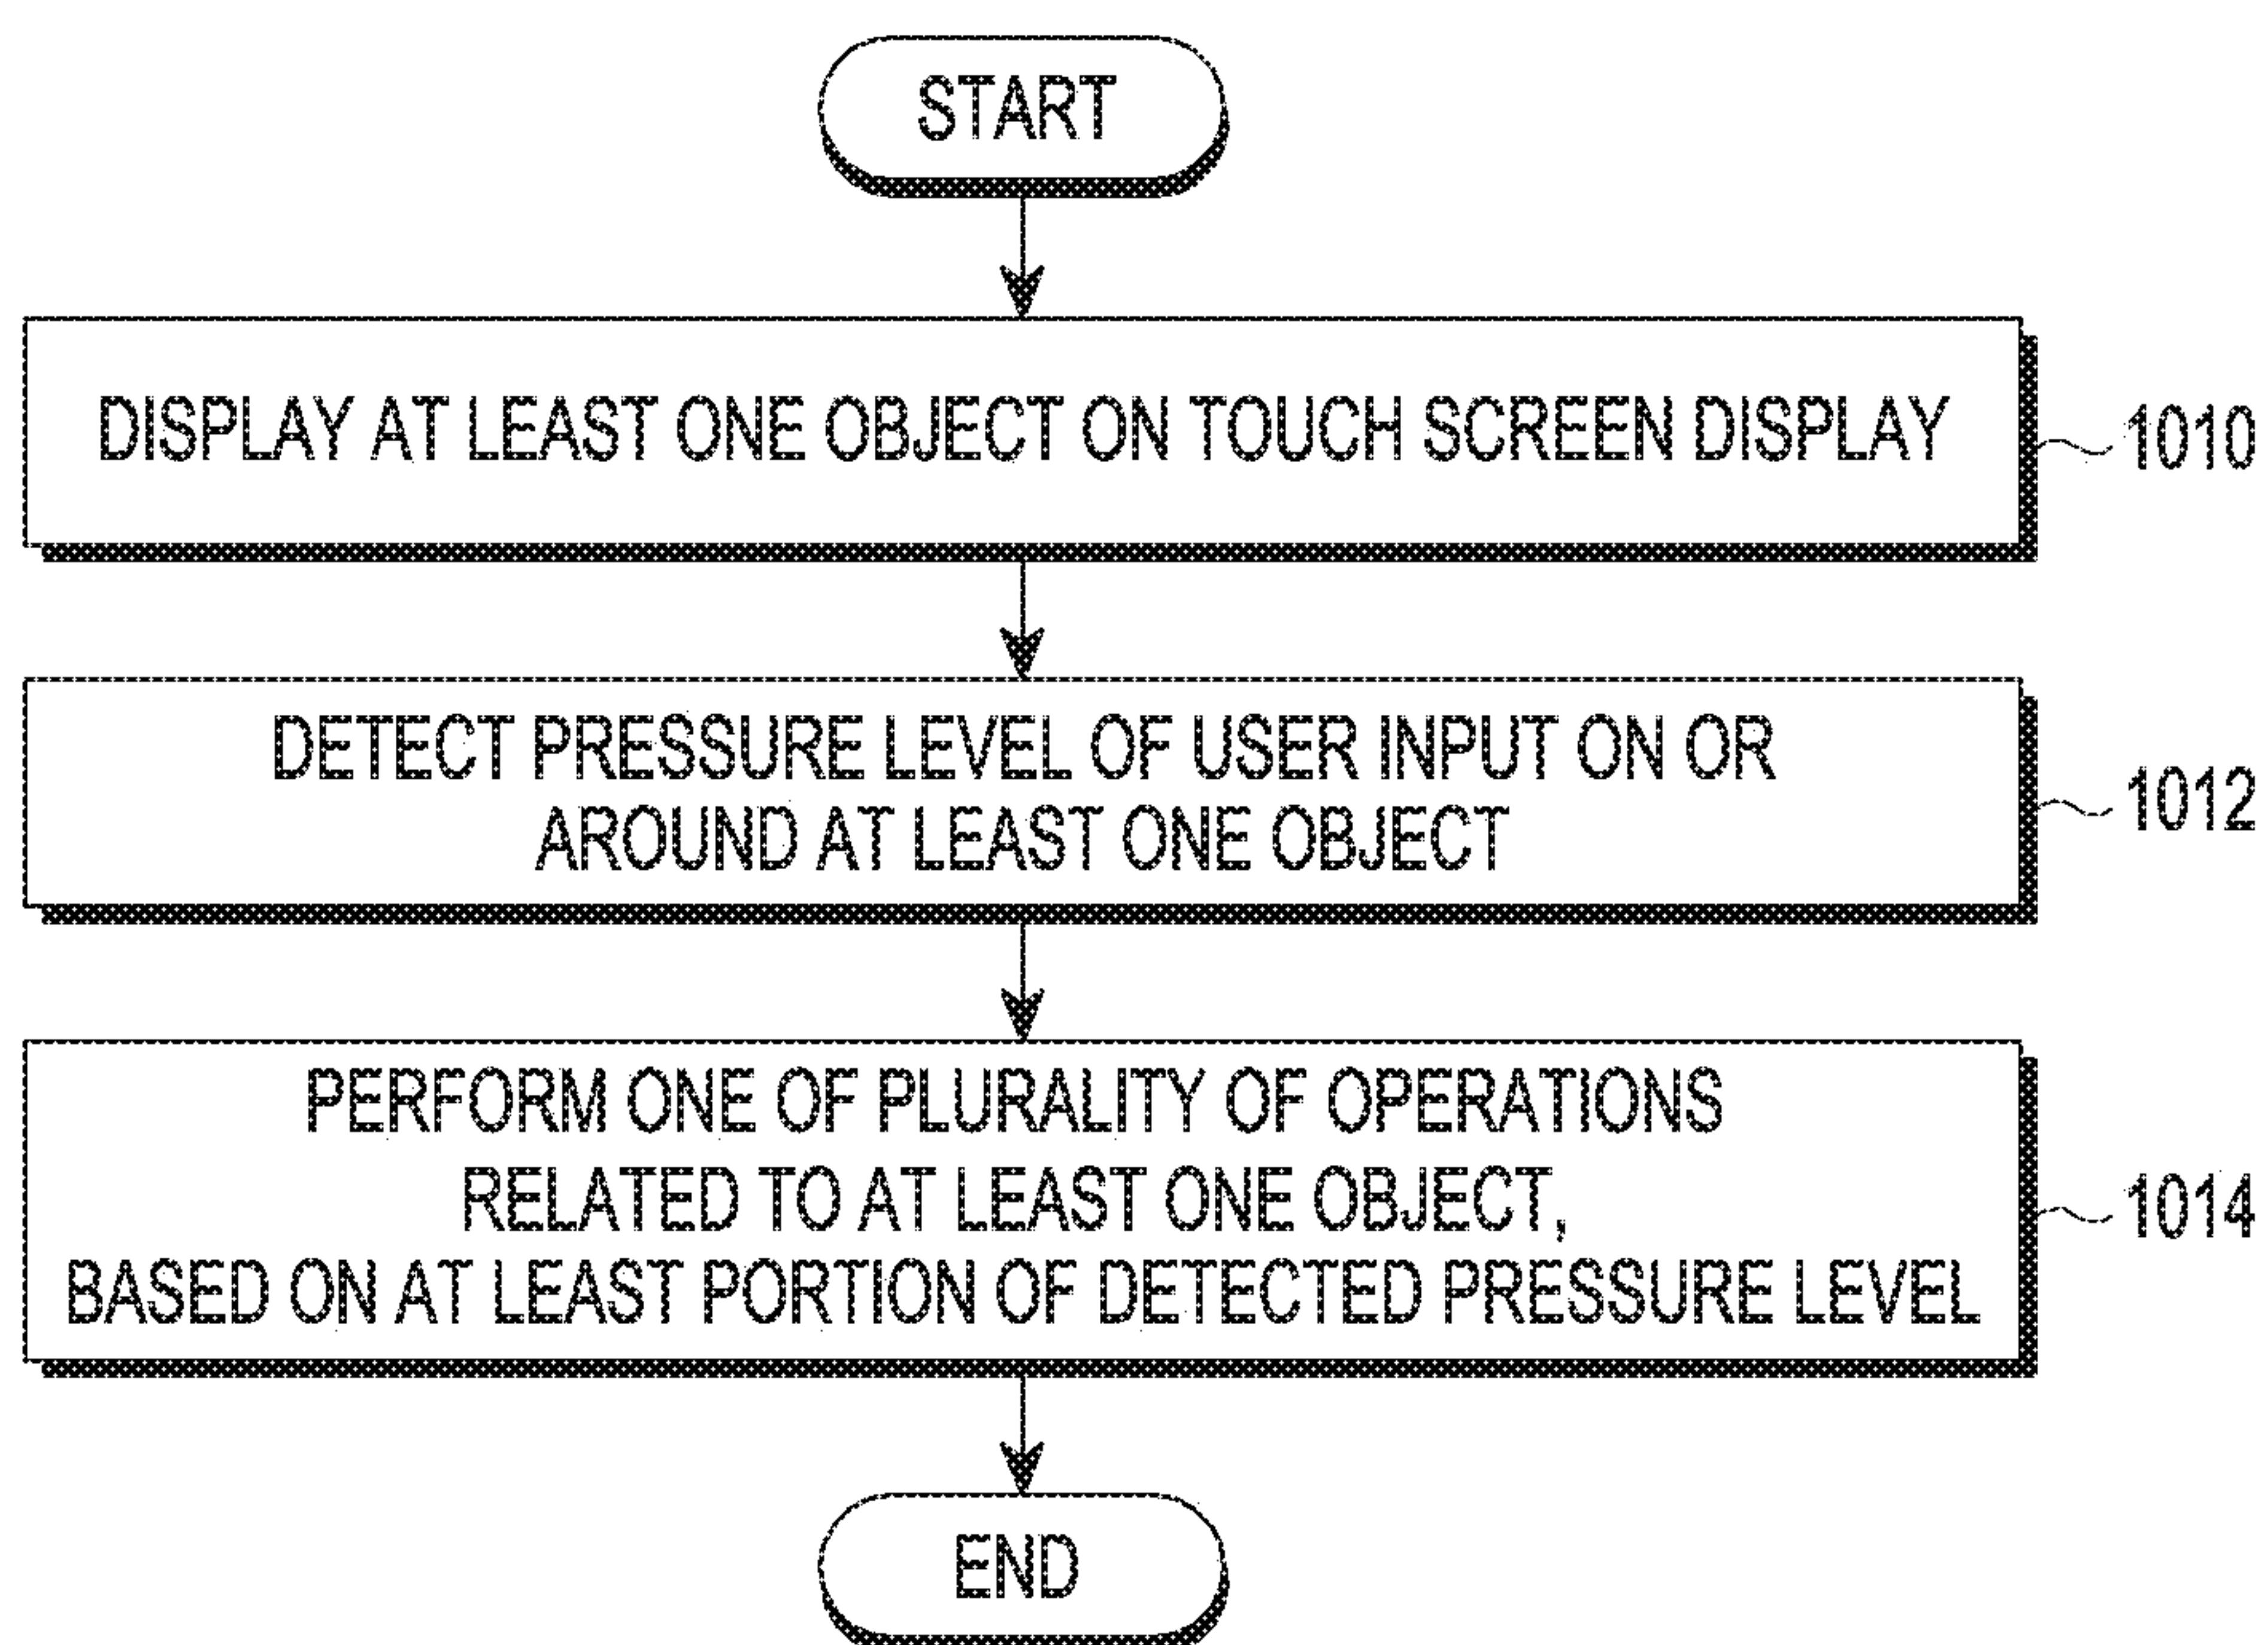 START
DISPLAY AT LEAST ONE OBJECT ON TOUCH SCREEN DISPLAY
1010
DETECT PRESSURE LEVEL OF USER INPUT ON OR
AROUND AT LEAST ONE OBJECT
1012
PERFORM ONE OF PLURALITY OF OPERATIONS
RELATED TO AT LEAST ONE OBJECT,
BASED ON AT LEAST PORTION OF DETECTED PRESSURE LEVEL
1014
END